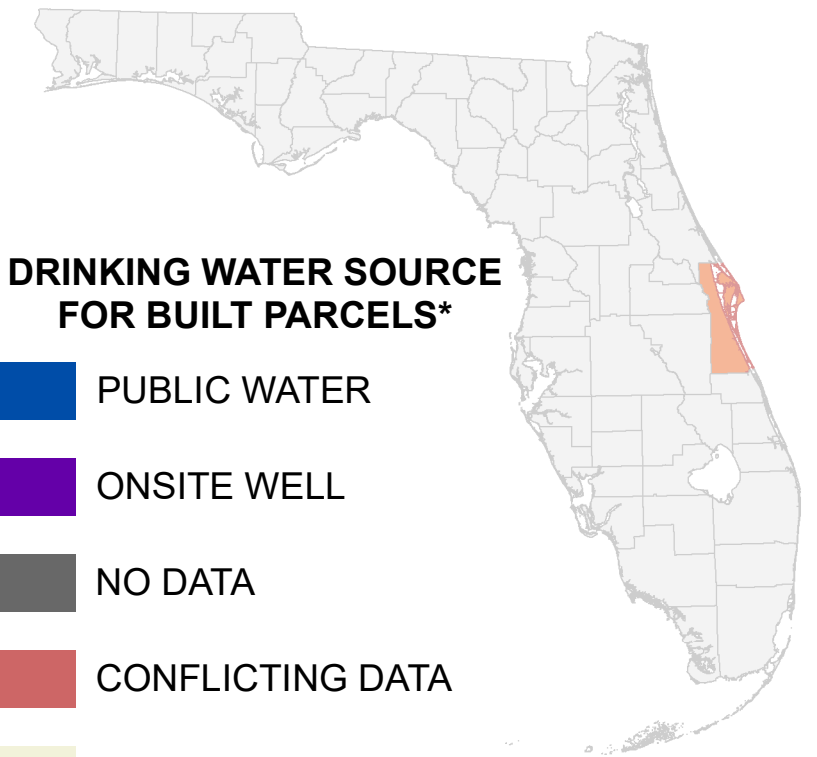 DRINKING WATER SOURCE
FOR BUILT PARCELS*
PUBLIC WATER
ONSITE WELL
NO DATA
CONFLICTING DATA